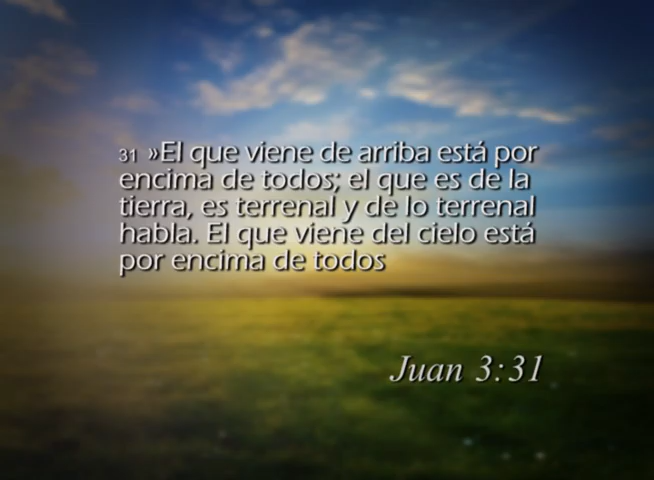 31 »El que viene de arriba está por
encima de todos; el que es de la
tierra, es terrenal y de lo terrenal
habla. El que viene del cielo está
por encima de todos
Juan 3:31